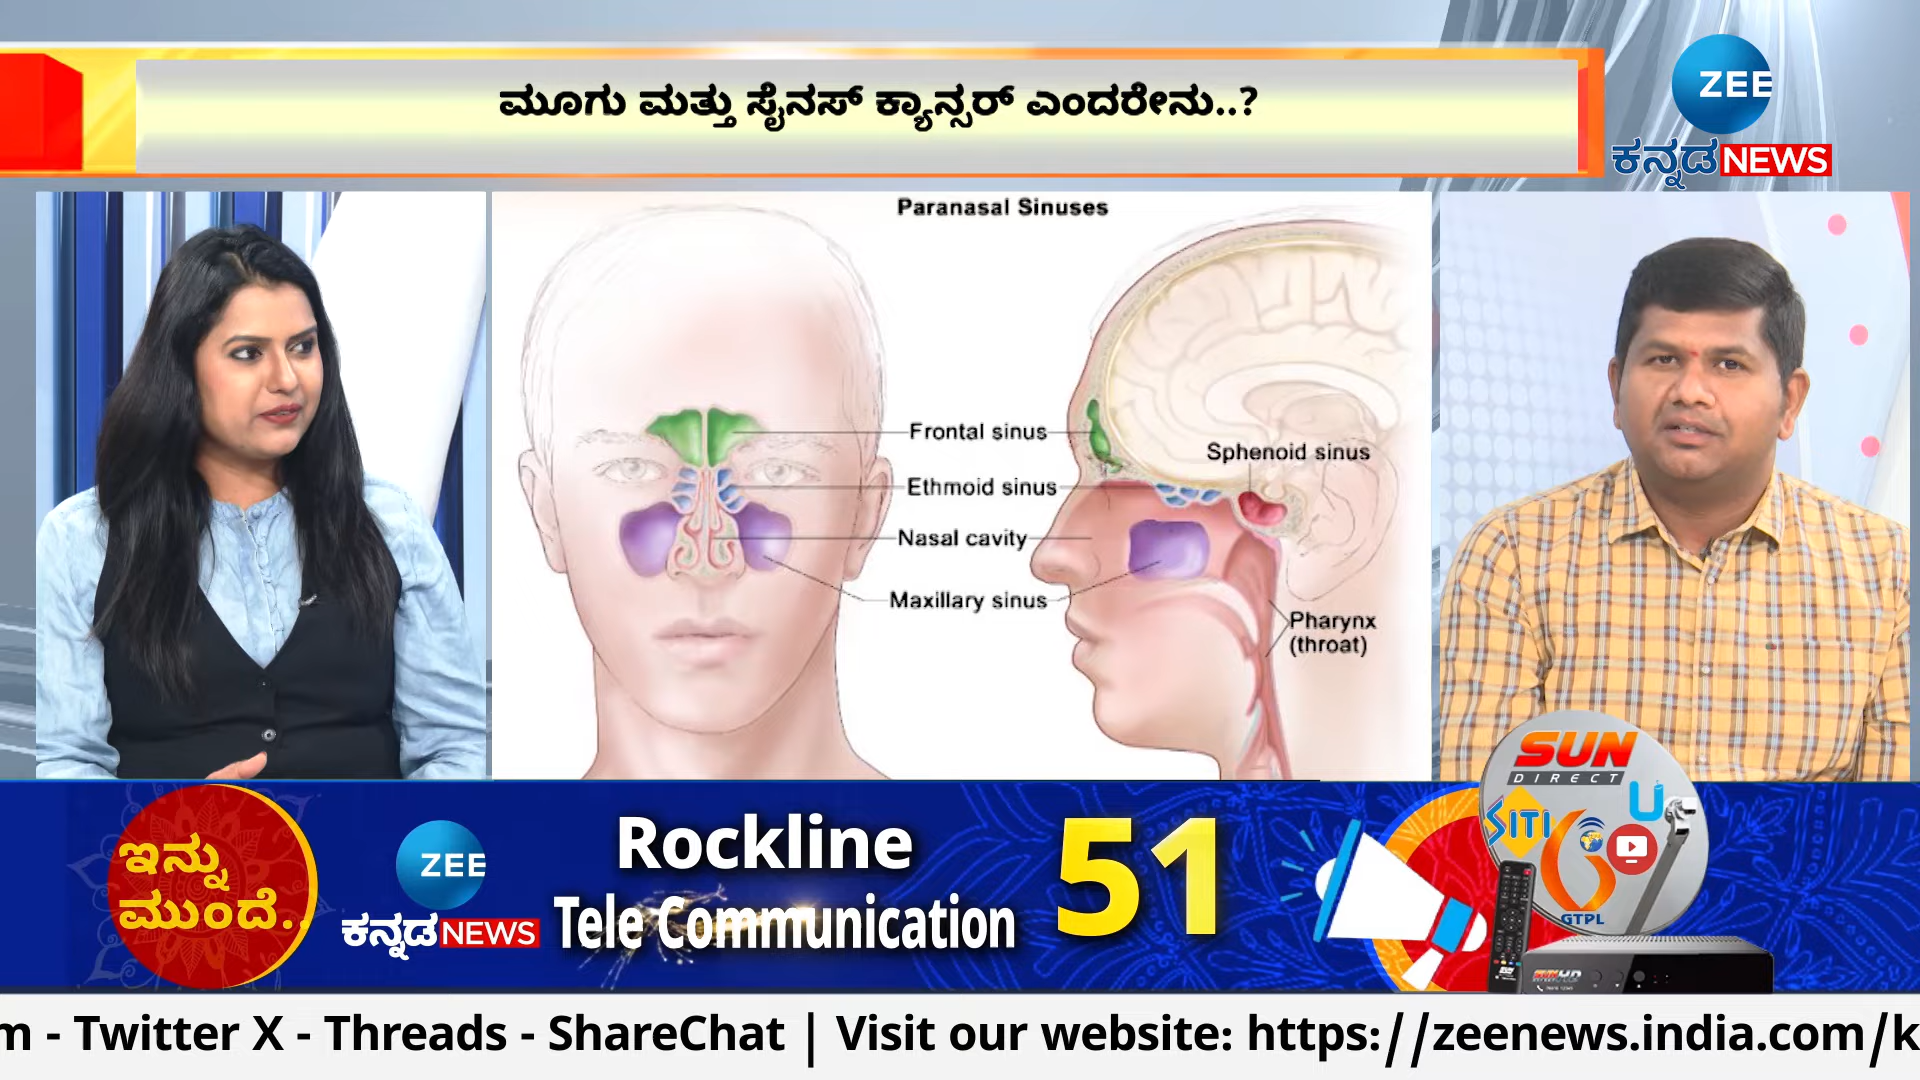 ಮೂಗು ಮತ್ತು ಸೈನಸ್ ಕ್ಯಾನ್ಸರ್ ಎಂದರೇನು..?
ZEE
ಕನ್ನಡ NEWS
Paranasal Sinuses
Frontal sinus
Sphenoid sinus
Ethmoid sinus
Nasal cavity
Maxillary sinus
Pharynx
(throat)
SUN
DIRECT
SITI
U
GTPL
ಇನ್ನು
ಮುಂದೆ..
ZEE
ಕನ್ನಡ NEWS
Rockline
Tele Communication
51
m - Twitter X - Threads - ShareChat | Visit our website: https://zeenews.india.com/k